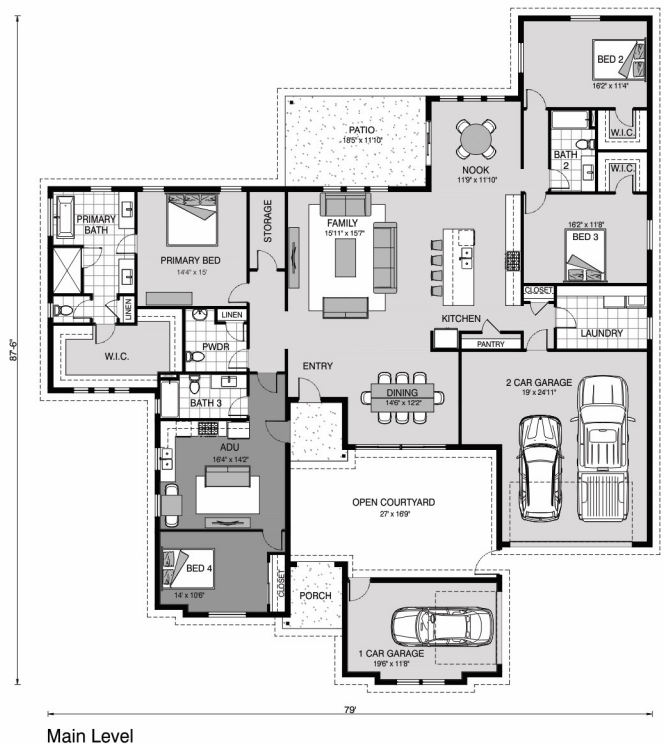 BED 2
16'2" x 11'4"
W.I.C.
BATH
2
W.I.C.
PATIO
18'5" x 11'10"
NOOK
11'9" x 11'10"
16'2" x 11'8"
BED 3
PRIMARY
BATH
STORAGE
FAMILY
15'11" x 15'7"
PRIMARY BED
14'4" x 15'
LINEN
LINEN
CLOSET
KITCHEN
LAUNDRY
PANTRY
PWDR
W.I.C.
ENTRY
2 CAR GARAGE
19' x 24'11"
DINING
14'6" x 12'2"
BATH 3
ADU
16'4" x 14'2"
OPEN COURTYARD
27' x 16'9"
BED 4
14' x 10'6"
CLOSET
PORCH
1 CAR GARAGE
19'6" x 11'8"
87'-6"
79'
Main Level